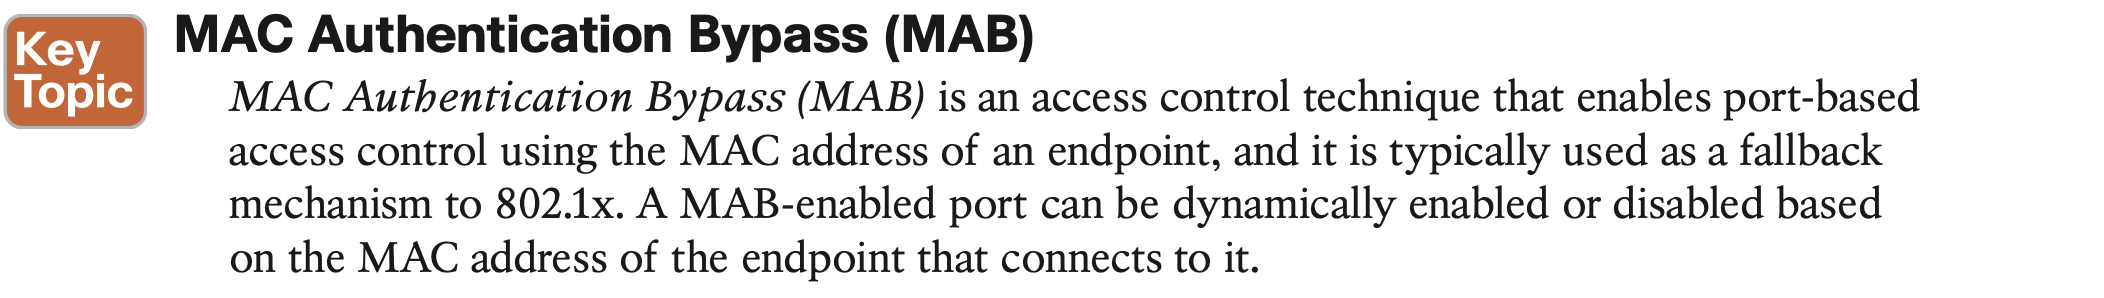 Key
Topic
MAC Authentication Bypass (MAB)
MAC Authentication Bypass (MAB) is an access control technique that enables port-based
access control using the MAC address of an endpoint, and it is typically used as a fallback
mechanism to 802.1x. A MAB-enabled port can be dynamically enabled or disabled based
on the MAC address of the endpoint that connects to it.